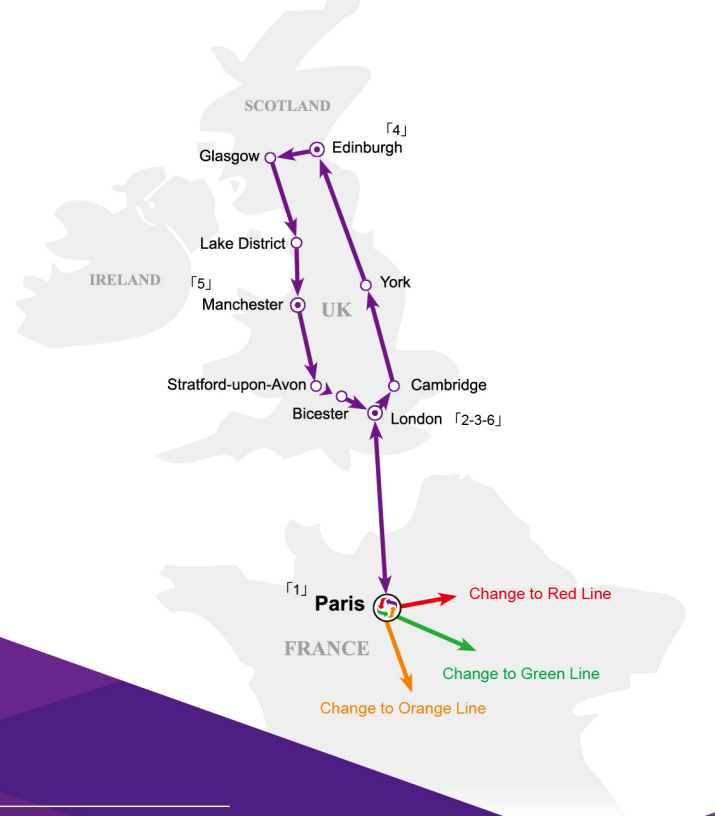 SCOTLAND
「4」
Edinburgh
Glasgow
Lake District
IRELAND
「5」
York
Manchester
UK
Stratford-upon-Avon
Cambridge
Bicester
London 「2-3-6」
「1」
Paris
Change to Red Line
FRANCE
Change to Green Line
Change to Orange Line